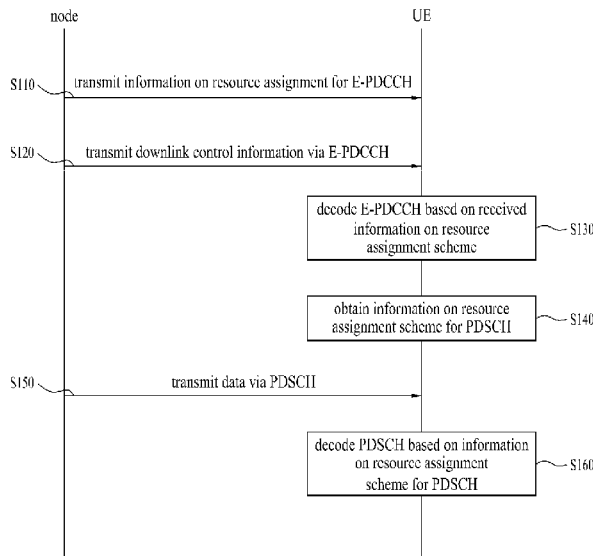 node
UE
S110
transmit information on resource assignment for E-PDCCH
S120
transmit downlink control information via E-PDCCH
decode E-PDCCH based on received
information on resource
assignment scheme
S130
obtain information on resource
assignment scheme for PDSCH
S140
S150
transmit data via PDSCH
decode PDSCH based on information
on resource assignment
scheme for PDSCH
S160